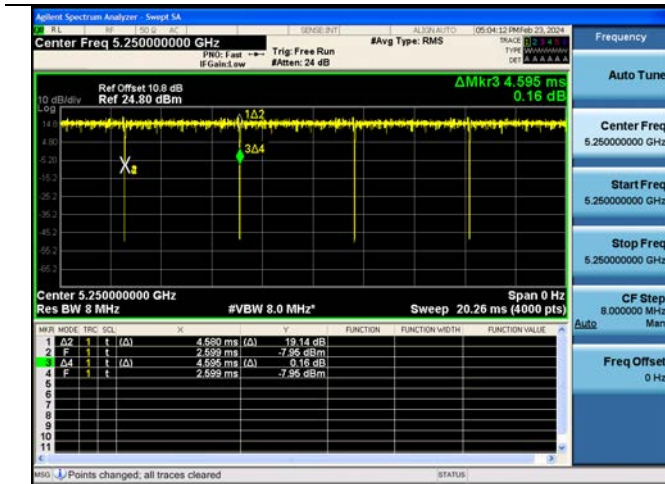 Agilent Spectrum Analyzer - Swept SA
RL RF 50 Ω AC SENSE:INT ALIGN AUTO 05:04:12 PM Feb 23, 2024
Center Freq 5.250000000 GHz
PNO: Fast
IFGain:Low
Trig: Free Run
#Atten: 24 dB
#Avg Type: RMS
TRACE 1 2 3 4 5 6
TYPE
DET A A A A A A
Ref Offset 10.8 dB
10 dB/div Ref 24.80 dBm
Log
ΔMkr3 4.595 ms
0.16 dB
14.8
4.80
-5.20
-15.2
-25.2
-35.2
-45.2
-55.2
-65.2
1Δ2
3Δ4
Center 5.250000000 GHz Span 0 Hz
Res BW 8 MHz #VBW 8.0 MHz* Sweep 20.26 ms (4000 pts)
MKR MODE TRC SCL X Y FUNCTION FUNCTION WIDTH FUNCTION VALUE
1 Δ2 1 t (Δ) 4.580 ms (Δ) 19.14 dB
2 F 1 t 2.599 ms -7.95 dBm
3 Δ4 1 t (Δ) 4.595 ms (Δ) 0.16 dB
4 F 1 t 2.599 ms -7.95 dBm
5
6
7
8
9
10
11
MSG Points changed; all traces cleared STATUS
Frequency
Auto Tune
Center Freq
5.250000000 GHz
Start Freq
5.250000000 GHz
Stop Freq
5.250000000 GHz
CF Step
8.000000 MHz
Auto Man
Freq Offset
0 Hz